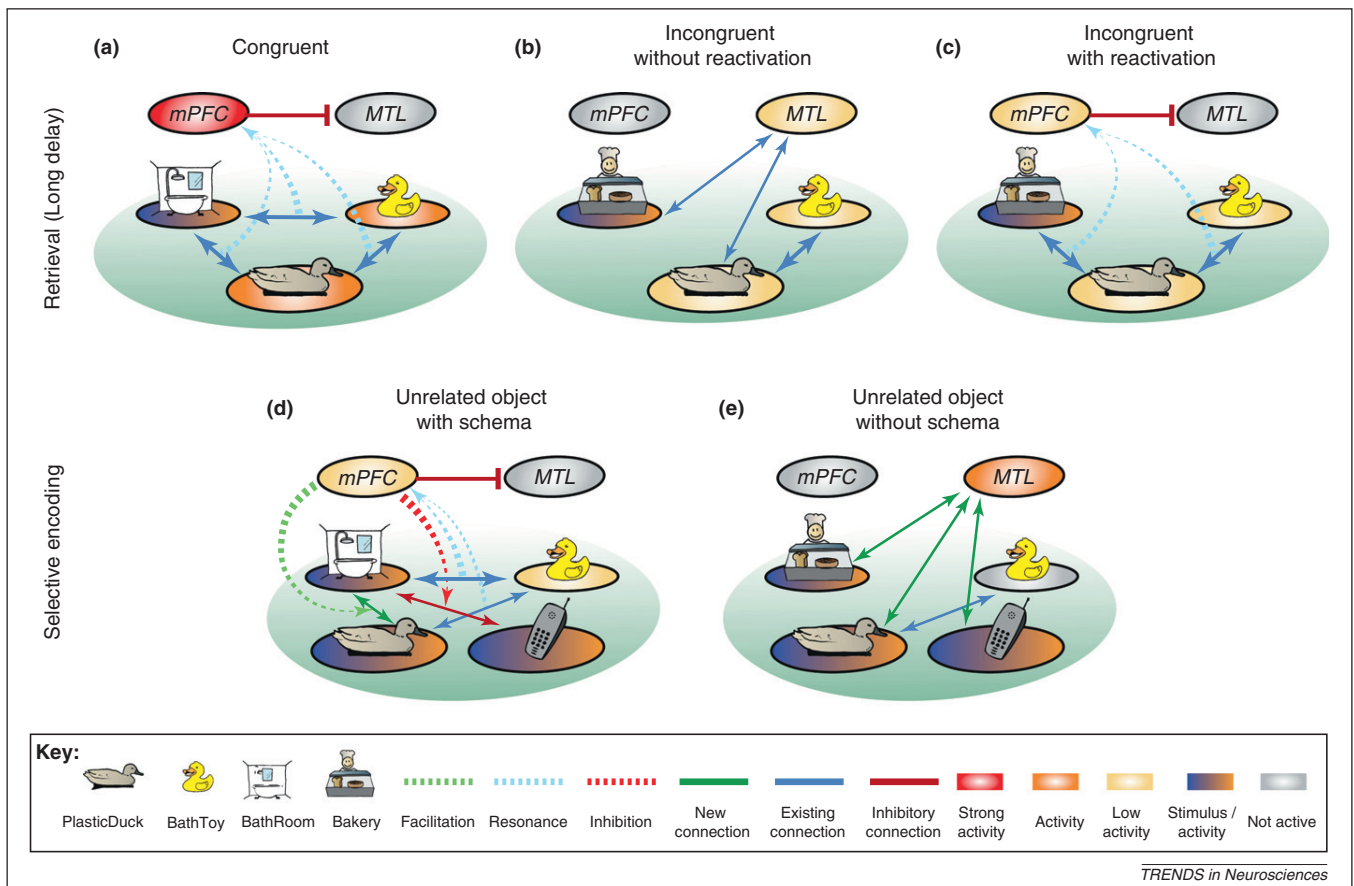 (a)
Congruent
(b)
Incongruent
without reactivation
(c)
Incongruent
with reactivation
Retrieval (Long delay)
mPFC
MTL
mPFC
MTL
mPFC
MTL
(d)
Unrelated object
with schema
(e)
Unrelated object
without schema
Selective encoding
mPFC
MTL
mPFC
MTL
Key:
PlasticDuck
BathToy
BathRoom
Bakery
Facilitation
Resonance
Inhibition
New
connection
Existing
connection
Inhibitory
connection
Strong
activity
Activity
Low
activity
Stimulus /
activity
Not active
TRENDS in Neurosciences